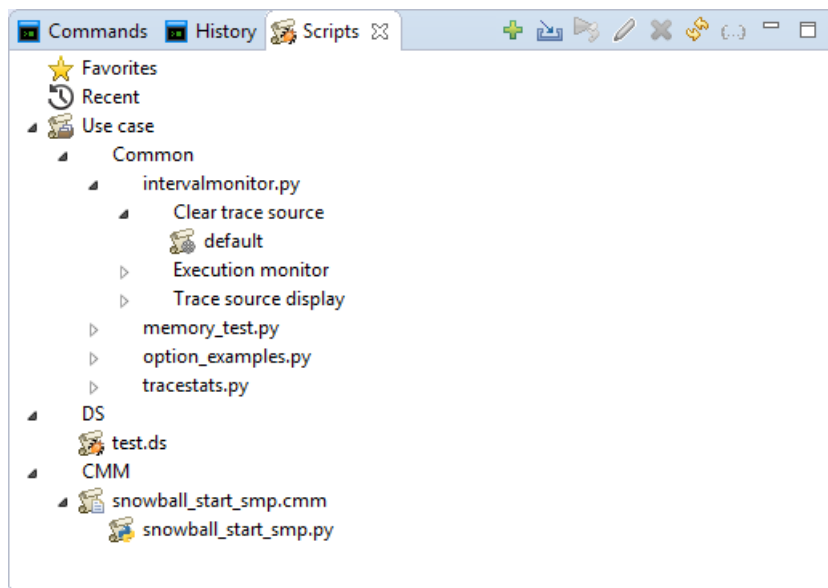 Commands History Scripts
Favorites
Recent
Use case
Common
intervalmonitor.py
Clear trace source
default
Execution monitor
Trace source display
memory_test.py
option_examples.py
tracestats.py
DS
test.ds
CMM
snowball_start_smp.cmm
snowball_start_smp.py